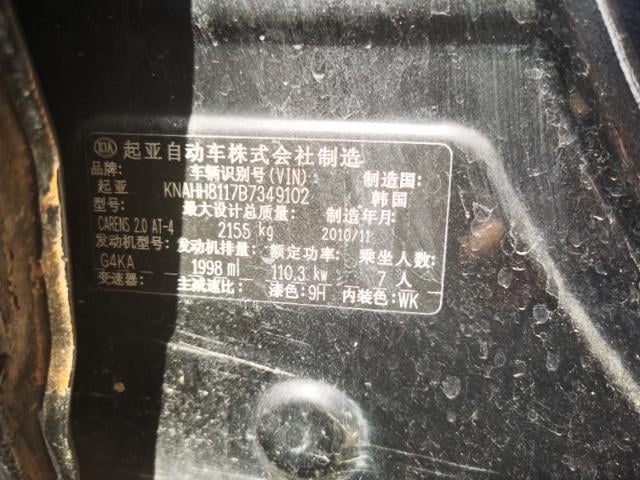 KIA 起亚自动车株式会社制造
品牌: 车辆识别号(VIN): 制造国:
起亚 KNAHH8117B7349102 韩国
型号: 最大设计总质量: 制造年月:
CARENS 2.0 AT-4 2155 kg 2010/11
发动机型号: 发动机排量: 额定功率: 乘坐人数:
G4KA 1998 ml 110.3 kw 7 人
变速器: 主减速比: 漆色:9H 内装色:WK